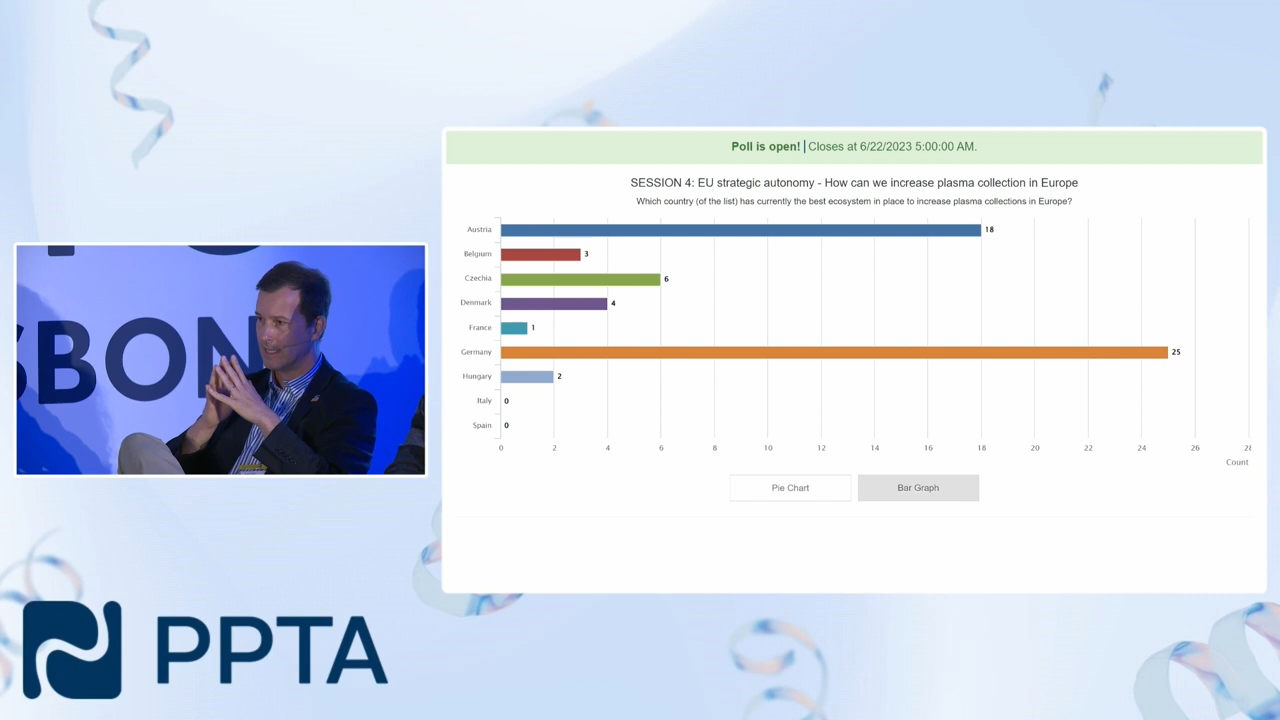 Poll is open! Closes at 6/22/2023 5:00:00 AM.
SESSION 4: EU strategic autonomy - How can we increase plasma collection in Europe
Which country (of the list) has currently the best ecosystem in place to increase plasma collections in Europe?
Austria 18
Belgium 3
Czechia 6
Denmark 4
France 1
Germany 25
Hungary 2
Italy 0
Spain 0
0 2 4 6 8 10 12 14 16 18 20 22 24 26
Count
Pie Chart Bar Graph
SBON
PPTA